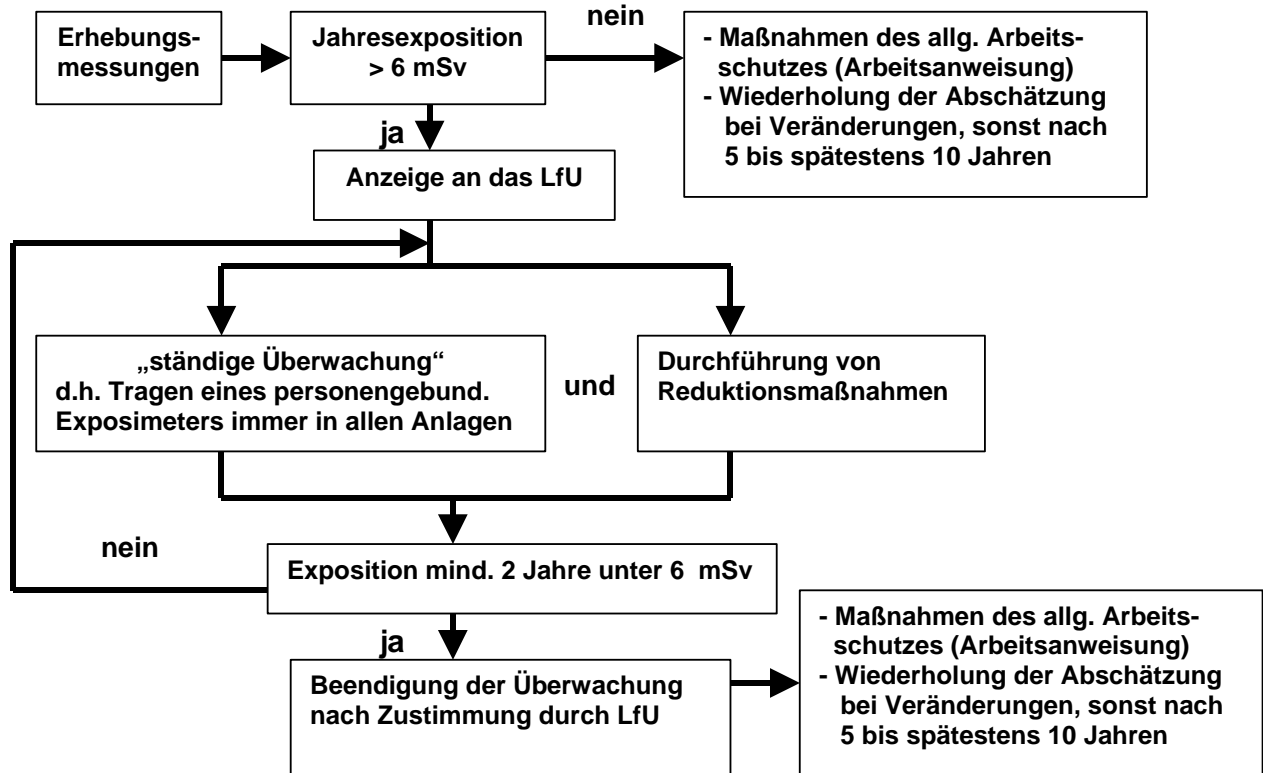 Erhebungs-
messungen
Jahresexposition
> 6 mSv
nein
- Maßnahmen des allg. Arbeits-
schutzes (Arbeitsanweisung)
- Wiederholung der Abschätzung
bei Veränderungen, sonst nach
5 bis spätestens 10 Jahren
ja
Anzeige an das LfU
„ständige Überwachung“
d.h. Tragen eines personengebund.
Exposimeters immer in allen Anlagen
und
Durchführung von
Reduktionsmaßnahmen
nein
Exposition mind. 2 Jahre unter 6 mSv
ja
Beendigung der Überwachung
nach Zustimmung durch LfU
- Maßnahmen des allg. Arbeits-
schutzes (Arbeitsanweisung)
- Wiederholung der Abschätzung
bei Veränderungen, sonst nach
5 bis spätestens 10 Jahren